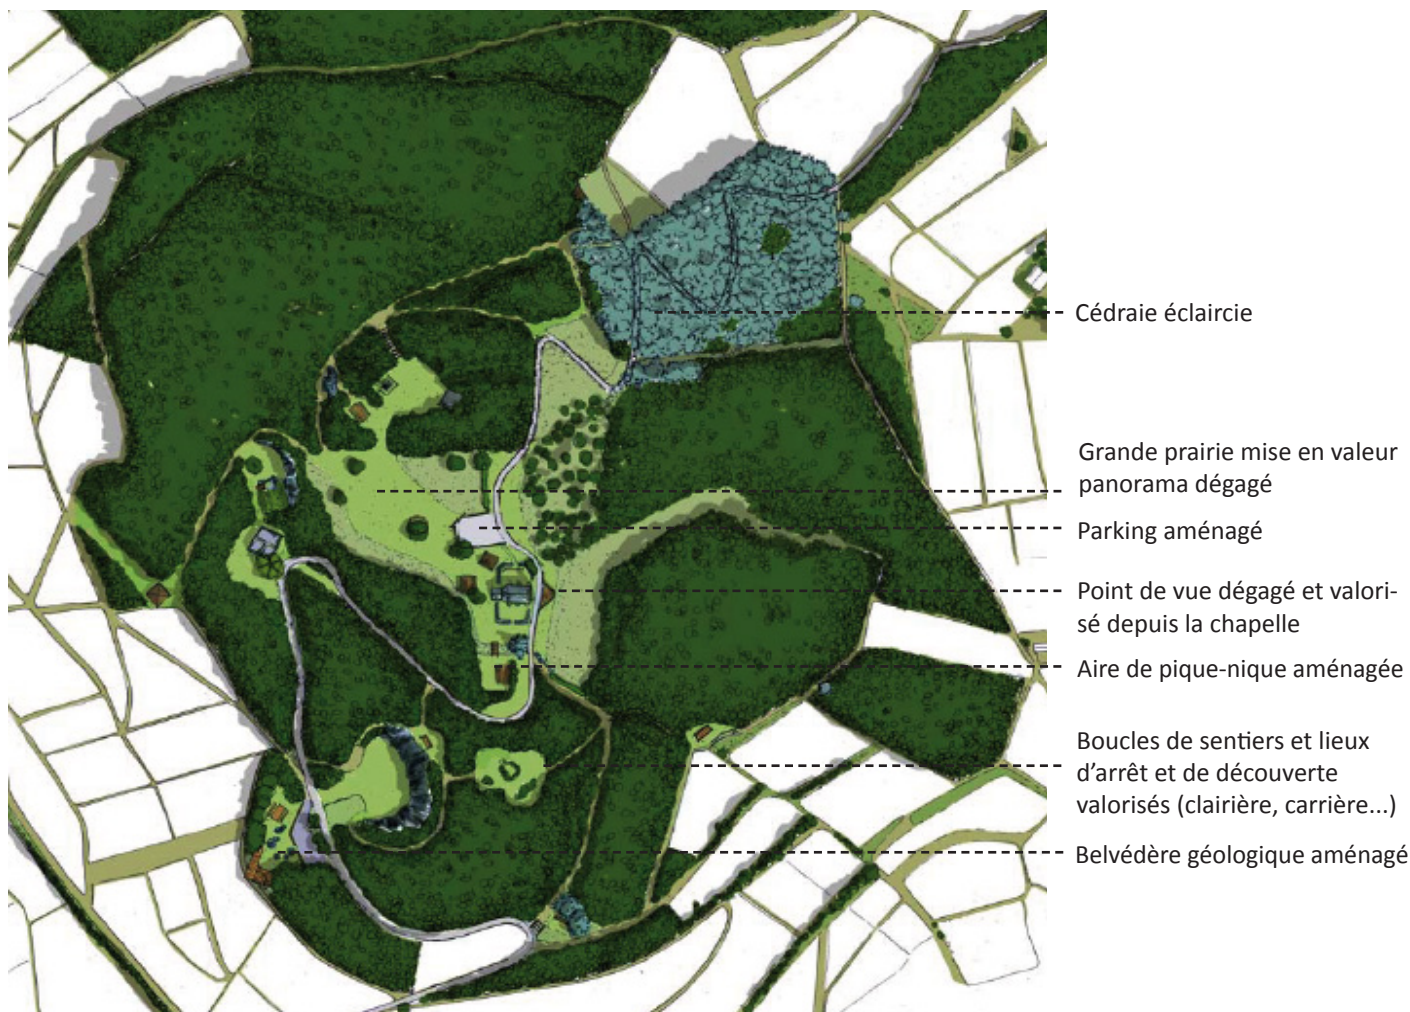 Cédraie éclaircie
Grande prairie mise en valeur
panorama dégagé
Parking aménagé
Point de vue dégagé et valori-
sé depuis la chapelle
Aire de pique-nique aménagée
Boucles de sentiers et lieux
d’arrêt et de découverte
valorisés (clairière, carrière...)
Belvédère géologique aménagé